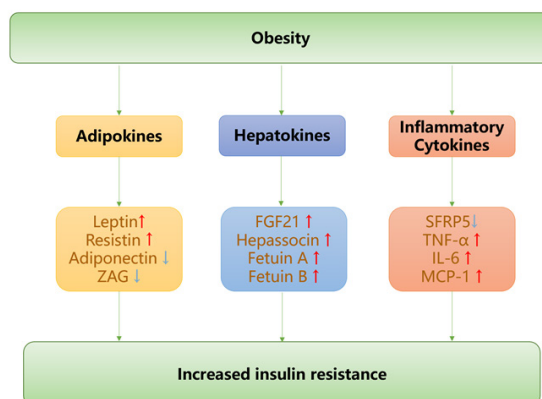 Obesity
Adipokines
Hepatokines
Inflammatory
Cytokines
Leptin↑
Resistin ↑
Adiponectin ↓
ZAG ↓
FGF21 ↑
Hepassocin ↑
Fetuin A ↑
Fetuin B ↑
SFRP5↓
TNF-α ↑
IL-6 ↑
MCP-1 ↑
Increased insulin resistance